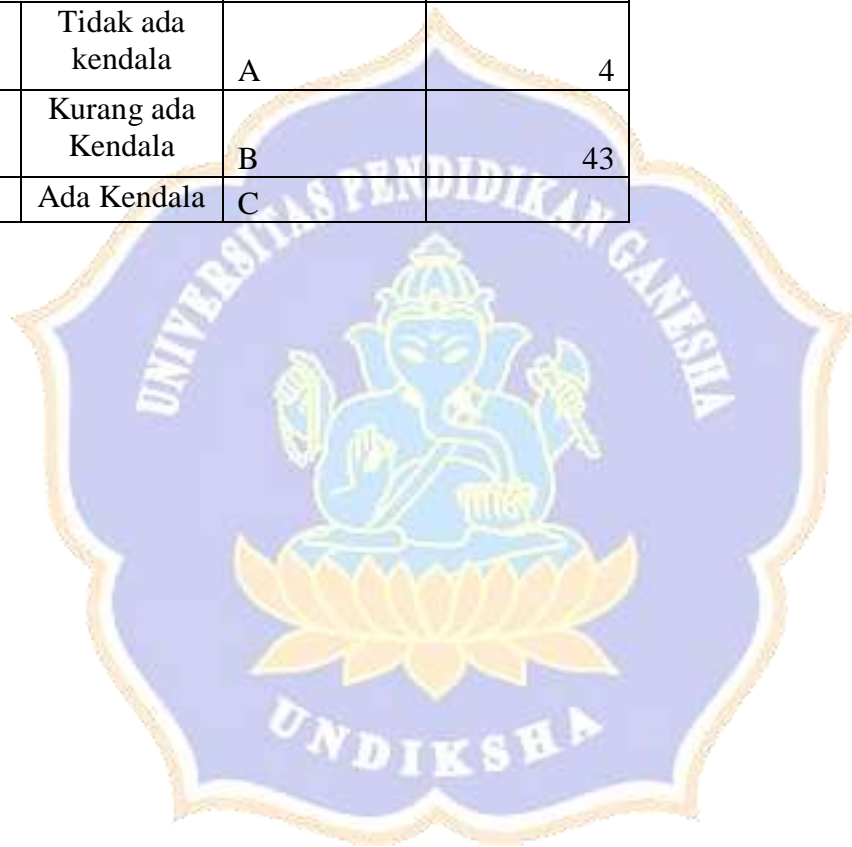 Tidak ada
kendala A 4
Kurang ada
Kendala B 43
Ada Kendala C
UNIVERSITAS PENDIDIKAN GANESHA
UNDIKSHA